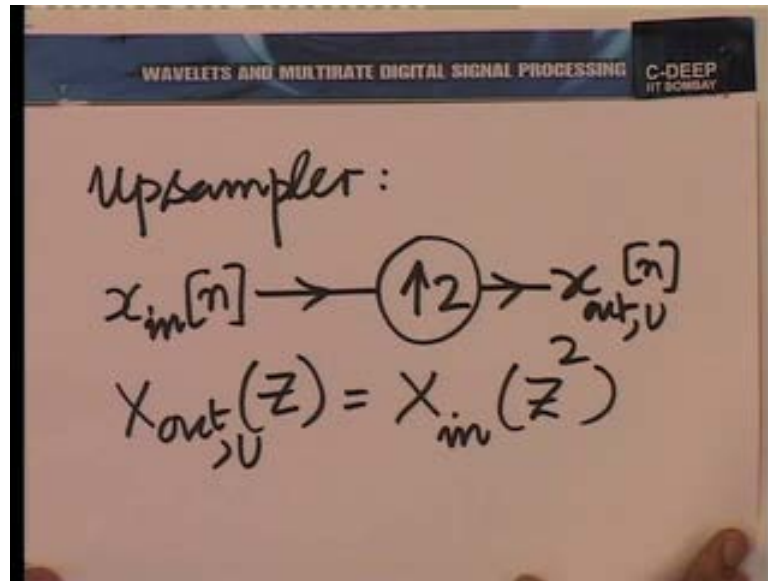 WAVELETS AND MULTIRATE DIGITAL SIGNAL PROCESSING
C-DEEP
IIT BOMBAY
Upsampler:
x_in[n] → ↑2 → x_out,U[n]
X_out,U(Z) = X_in(Z^2)